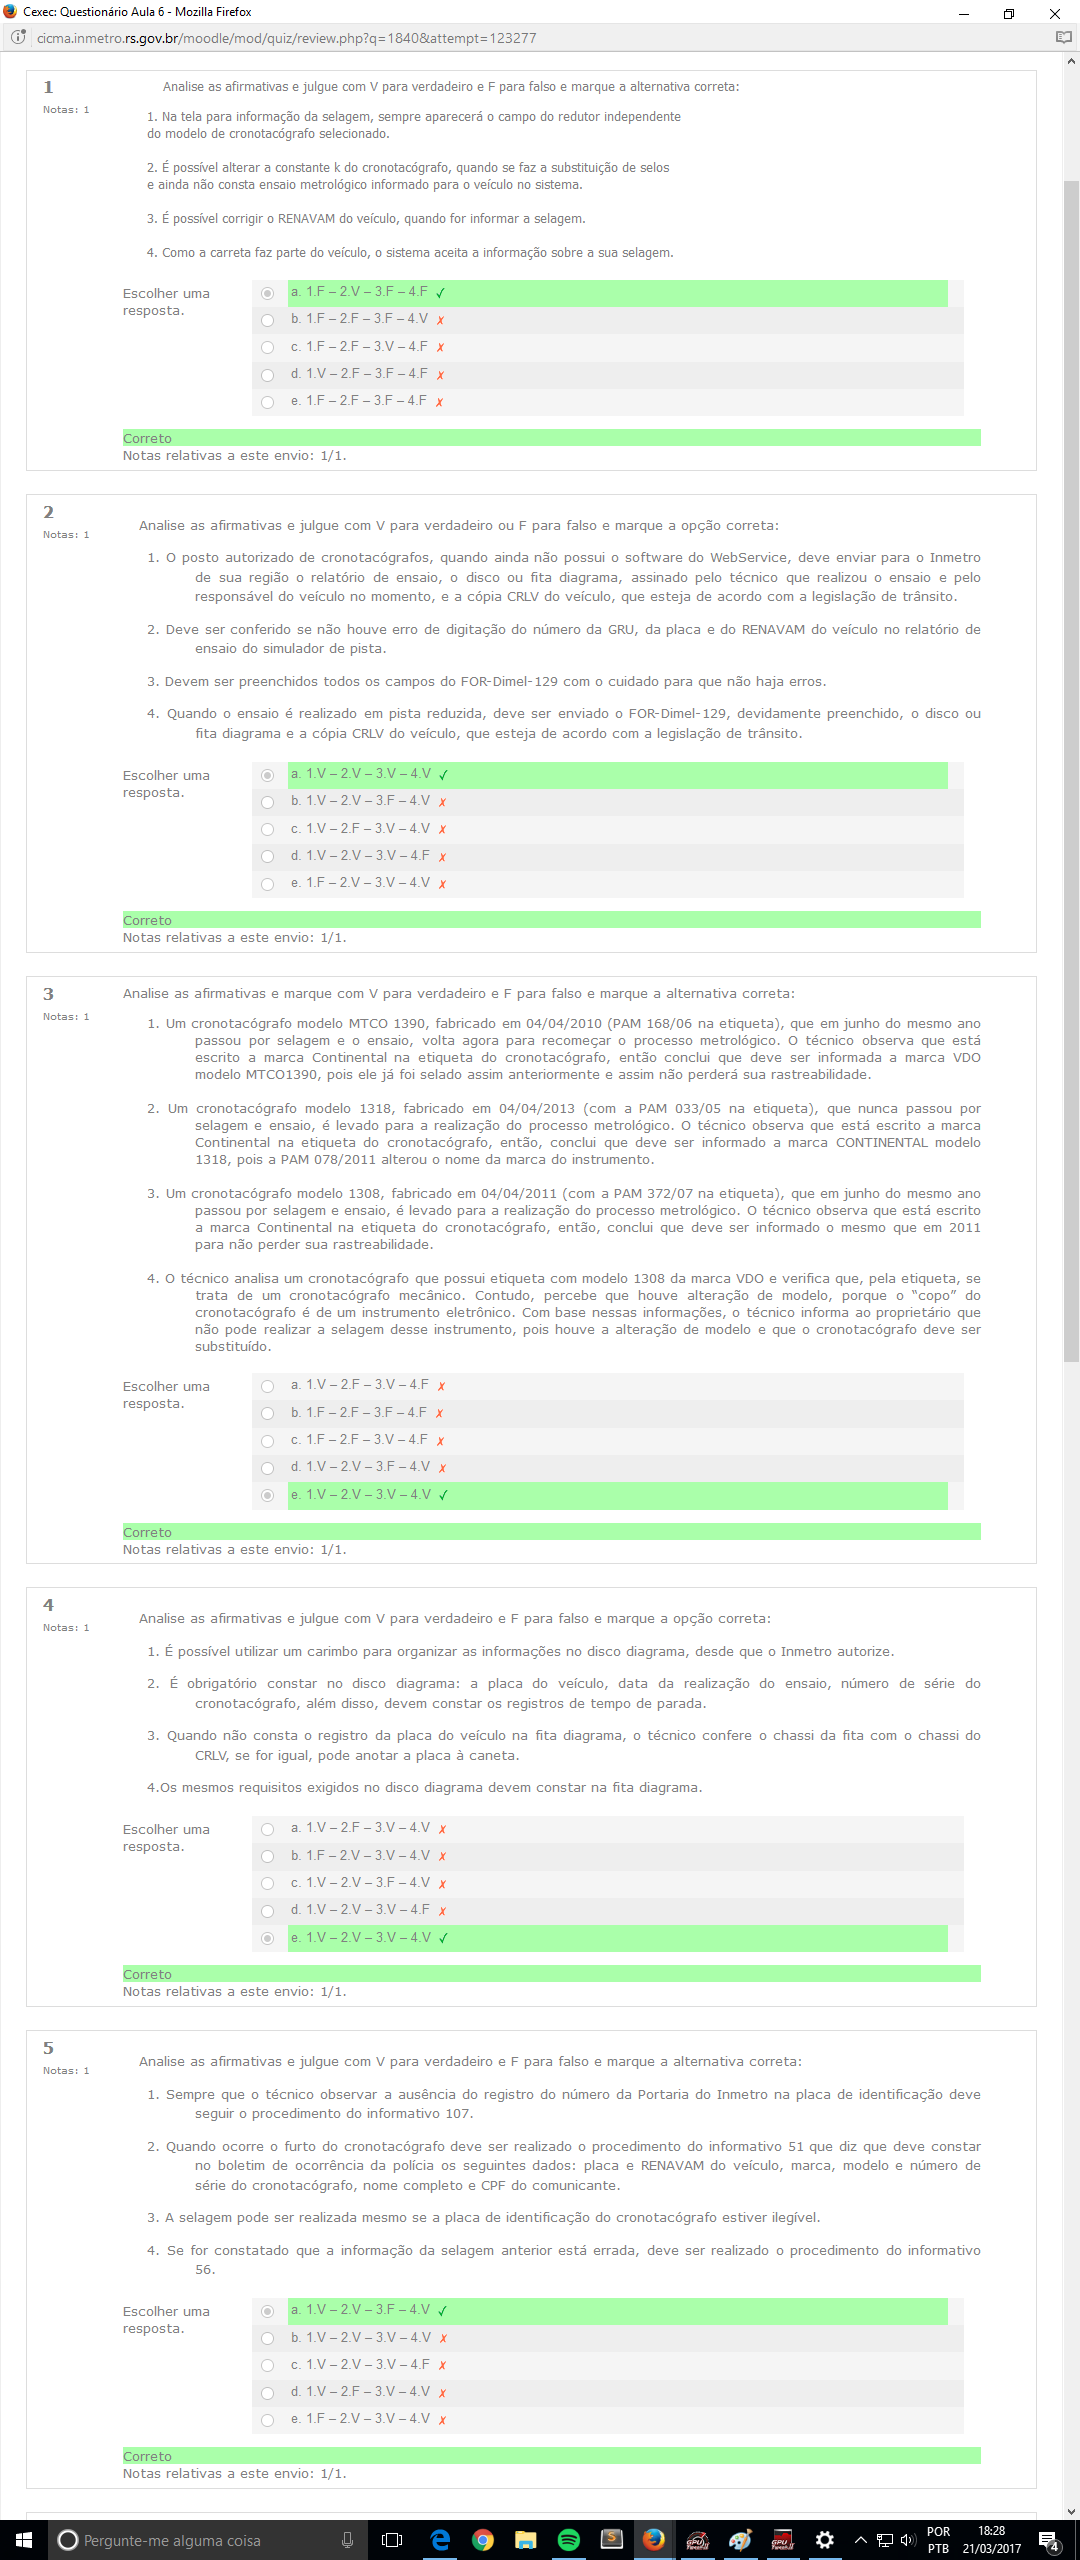 Cexec: Questionário Aula 6 - Mozilla Firefox
cicma.inmetro.rs.gov.br/moodle/mod/quiz/review.php?q=1840&attempt=123277
1
Notas: 1
Analise as afirmativas e julgue com V para verdadeiro e F para falso e marque a alternativa correta:
1. Na tela para informação da selagem, sempre aparecerá o campo do redutor independente
do modelo de cronotacógrafo selecionado.
2. É possível alterar a constante k do cronotacógrafo, quando se faz a substituição de selos
e ainda não consta ensaio metrológico informado para o veículo no sistema.
3. É possível corrigir o RENAVAM do veículo, quando for informar a selagem.
4. Como a carreta faz parte do veículo, o sistema aceita a informação sobre a sua selagem.
Escolher uma
resposta.
a. 1.F – 2.V – 3.F – 4.F ✓
b. 1.F – 2.F – 3.F – 4.V ✗
c. 1.F – 2.F – 3.V – 4.F ✗
d. 1.V – 2.F – 3.F – 4.F ✗
e. 1.F – 2.F – 3.F – 4.F ✗
Correto
Notas relativas a este envio: 1/1.
2
Notas: 1
Analise as afirmativas e julgue com V para verdadeiro ou F para falso e marque a opção correta:
1. O posto autorizado de cronotacógrafos, quando ainda não possui o software do WebService, deve enviar para o Inmetro
de sua região o relatório de ensaio, o disco ou fita diagrama, assinado pelo técnico que realizou o ensaio e pelo
responsável do veículo no momento, e a cópia CRLV do veículo, que esteja de acordo com a legislação de trânsito.
2. Deve ser conferido se não houve erro de digitação do número da GRU, da placa e do RENAVAM do veículo no relatório de
ensaio do simulador de pista.
3. Devem ser preenchidos todos os campos do FOR-Dimel-129 com o cuidado para que não haja erros.
4. Quando o ensaio é realizado em pista reduzida, deve ser enviado o FOR-Dimel-129, devidamente preenchido, o disco ou
fita diagrama e a cópia CRLV do veículo, que esteja de acordo com a legislação de trânsito.
Escolher uma
resposta.
a. 1.V – 2.V – 3.V – 4.V ✓
b. 1.V – 2.V – 3.F – 4.V ✗
c. 1.V – 2.F – 3.V – 4.V ✗
d. 1.V – 2.V – 3.V – 4.F ✗
e. 1.F – 2.V – 3.V – 4.V ✗
Correto
Notas relativas a este envio: 1/1.
3
Notas: 1
Analise as afirmativas e marque com V para verdadeiro e F para falso e marque a alternativa correta:
1. Um cronotacógrafo modelo MTCO 1390, fabricado em 04/04/2010 (PAM 168/06 na etiqueta), que em junho do mesmo ano
passou por selagem e o ensaio, volta agora para recomeçar o processo metrológico. O técnico observa que está
escrito a marca Continental na etiqueta do cronotacógrafo, então conclui que deve ser informada a marca VDO
modelo MTCO1390, pois ele já foi selado assim anteriormente e assim não perderá sua rastreabilidade.
2. Um cronotacógrafo modelo 1318, fabricado em 04/04/2013 (com a PAM 033/05 na etiqueta), que nunca passou por
selagem e ensaio, é levado para a realização do processo metrológico. O técnico observa que está escrito a marca
Continental na etiqueta do cronotacógrafo, então, conclui que deve ser informado a marca CONTINENTAL modelo
1318, pois a PAM 078/2011 alterou o nome da marca do instrumento.
3. Um cronotacógrafo modelo 1308, fabricado em 04/04/2011 (com a PAM 372/07 na etiqueta), que em junho do mesmo ano
passou por selagem e ensaio, é levado para a realização do processo metrológico. O técnico observa que está escrito
a marca Continental na etiqueta do cronotacógrafo, então, conclui que deve ser informado o mesmo que em 2011
para não perder sua rastreabilidade.
4. O técnico analisa um cronotacógrafo que possui etiqueta com modelo 1308 da marca VDO e verifica que, pela etiqueta, se
trata de um cronotacógrafo mecânico. Contudo, percebe que houve alteração de modelo, porque o “copo” do
cronotacógrafo é de um instrumento eletrônico. Com base nessas informações, o técnico informa ao proprietário que
não pode realizar a selagem desse instrumento, pois houve a alteração de modelo e que o cronotacógrafo deve ser
substituído.
Escolher uma
resposta.
a. 1.V – 2.F – 3.V – 4.F ✗
b. 1.F – 2.F – 3.F – 4.F ✗
c. 1.F – 2.F – 3.V – 4.F ✗
d. 1.V – 2.V – 3.F – 4.V ✗
e. 1.V – 2.V – 3.V – 4.V ✓
Correto
Notas relativas a este envio: 1/1.
4
Notas: 1
Analise as afirmativas e julgue com V para verdadeiro e F para falso e marque a opção correta:
1. É possível utilizar um carimbo para organizar as informações no disco diagrama, desde que o Inmetro autorize.
2. É obrigatório constar no disco diagrama: a placa do veículo, data da realização do ensaio, número de série do
cronotacógrafo, além disso, devem constar os registros de tempo de parada.
3. Quando não consta o registro da placa do veículo na fita diagrama, o técnico confere o chassi da fita com o chassi do
CRLV, se for igual, pode anotar a placa à caneta.
4.Os mesmos requisitos exigidos no disco diagrama devem constar na fita diagrama.
Escolher uma
resposta.
a. 1.V – 2.F – 3.V – 4.V ✗
b. 1.F – 2.V – 3.V – 4.V ✗
c. 1.V – 2.V – 3.F – 4.V ✗
d. 1.V – 2.V – 3.V – 4.F ✗
e. 1.V – 2.V – 3.V – 4.V ✓
Correto
Notas relativas a este envio: 1/1.
5
Notas: 1
Analise as afirmativas e julgue com V para verdadeiro e F para falso e marque a alternativa correta:
1. Sempre que o técnico observar a ausência do registro do número da Portaria do Inmetro na placa de identificação deve
seguir o procedimento do informativo 107.
2. Quando ocorre o furto do cronotacógrafo deve ser realizado o procedimento do informativo 51 que diz que deve constar
no boletim de ocorrência da polícia os seguintes dados: placa e RENAVAM do veículo, marca, modelo e número de
série do cronotacógrafo, nome completo e CPF do comunicante.
3. A selagem pode ser realizada mesmo se a placa de identificação do cronotacógrafo estiver ilegível.
4. Se for constatado que a informação da selagem anterior está errada, deve ser realizado o procedimento do informativo
56.
Escolher uma
resposta.
a. 1.V – 2.V – 3.F – 4.V ✓
b. 1.V – 2.V – 3.V – 4.V ✗
c. 1.V – 2.V – 3.V – 4.F ✗
d. 1.V – 2.F – 3.V – 4.V ✗
e. 1.F – 2.V – 3.V – 4.V ✗
Correto
Notas relativas a este envio: 1/1.
Pergunte-me alguma coisa
POR
PTB
18:28
21/03/2017
4